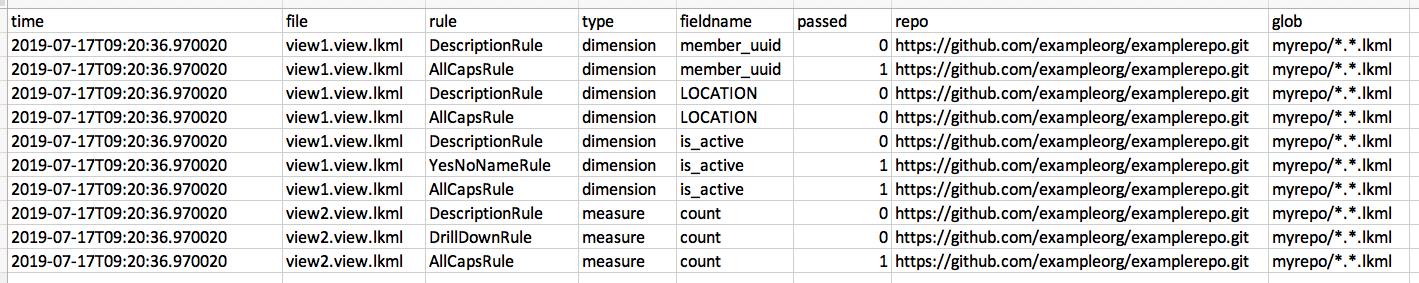 time file rule type fieldname passed repo glob
2019-07-17T09:20:36.970020 view1.view.lkml DescriptionRule dimension member_uuid 0 https://github.com/exampleorg/examplerepo.git myrepo/*.*.lkml
2019-07-17T09:20:36.970020 view1.view.lkml AllCapsRule dimension member_uuid 1 https://github.com/exampleorg/examplerepo.git myrepo/*.*.lkml
2019-07-17T09:20:36.970020 view1.view.lkml DescriptionRule dimension LOCATION 0 https://github.com/exampleorg/examplerepo.git myrepo/*.*.lkml
2019-07-17T09:20:36.970020 view1.view.lkml AllCapsRule dimension LOCATION 0 https://github.com/exampleorg/examplerepo.git myrepo/*.*.lkml
2019-07-17T09:20:36.970020 view1.view.lkml DescriptionRule dimension is_active 0 https://github.com/exampleorg/examplerepo.git myrepo/*.*.lkml
2019-07-17T09:20:36.970020 view1.view.lkml YesNoNameRule dimension is_active 1 https://github.com/exampleorg/examplerepo.git myrepo/*.*.lkml
2019-07-17T09:20:36.970020 view1.view.lkml AllCapsRule dimension is_active 1 https://github.com/exampleorg/examplerepo.git myrepo/*.*.lkml
2019-07-17T09:20:36.970020 view2.view.lkml DescriptionRule measure count 0 https://github.com/exampleorg/examplerepo.git myrepo/*.*.lkml
2019-07-17T09:20:36.970020 view2.view.lkml DrillDownRule measure count 0 https://github.com/exampleorg/examplerepo.git myrepo/*.*.lkml
2019-07-17T09:20:36.970020 view2.view.lkml AllCapsRule measure count 1 https://github.com/exampleorg/examplerepo.git myrepo/*.*.lkml